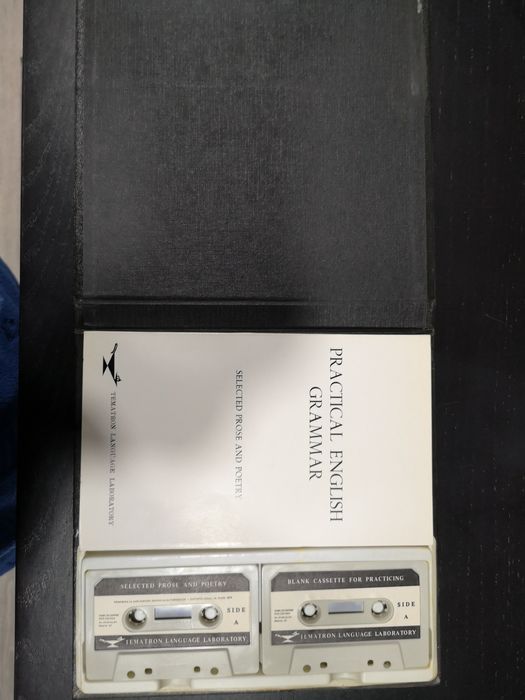 PRACTICAL ENGLISH
GRAMMAR
SELECTED PROSE AND POETRY
TEMATRON LANGUAGE LABORATORY
SELECTED PROSE AND POETRY
SIDE
A
TEMATRON LANGUAGE LABORATORY
BLANK CASSETTE FOR PRACTICING
SIDE
A
TEMATRON LANGUAGE LABORATORY